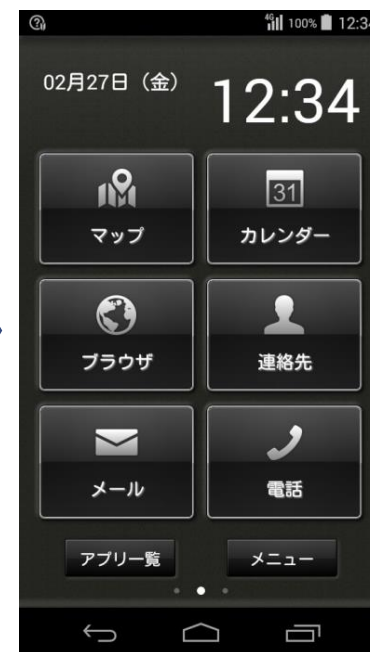 4G 100% 12:34
02月27日（金） 12:34
マップ カレンダー
31
ブラウザ 連絡先
メール 電話
アプリ一覧 メニュー